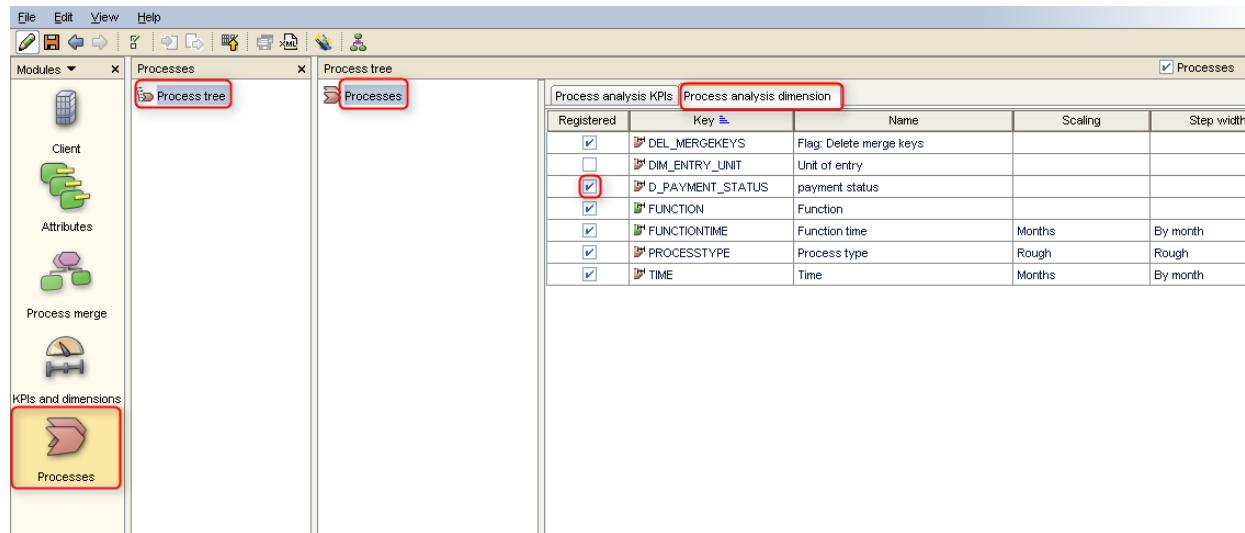 File Edit View Help
Modules Processes Process tree Processes
Process tree
Processes
Process analysis KPIs Process analysis dimension
Registered Key Name Scaling Step width
DEL_MERGEKEYS Flag: Delete merge keys
DIM_ENTRY_UNIT Unit of entry
D_PAYMENT_STATUS payment status
FUNCTION Function
FUNCTIONTIME Function time Months By month
PROCESSTYPE Process type Rough Rough
TIME Time Months By month
Client
Attributes
Process merge
KPIs and dimensions
Processes